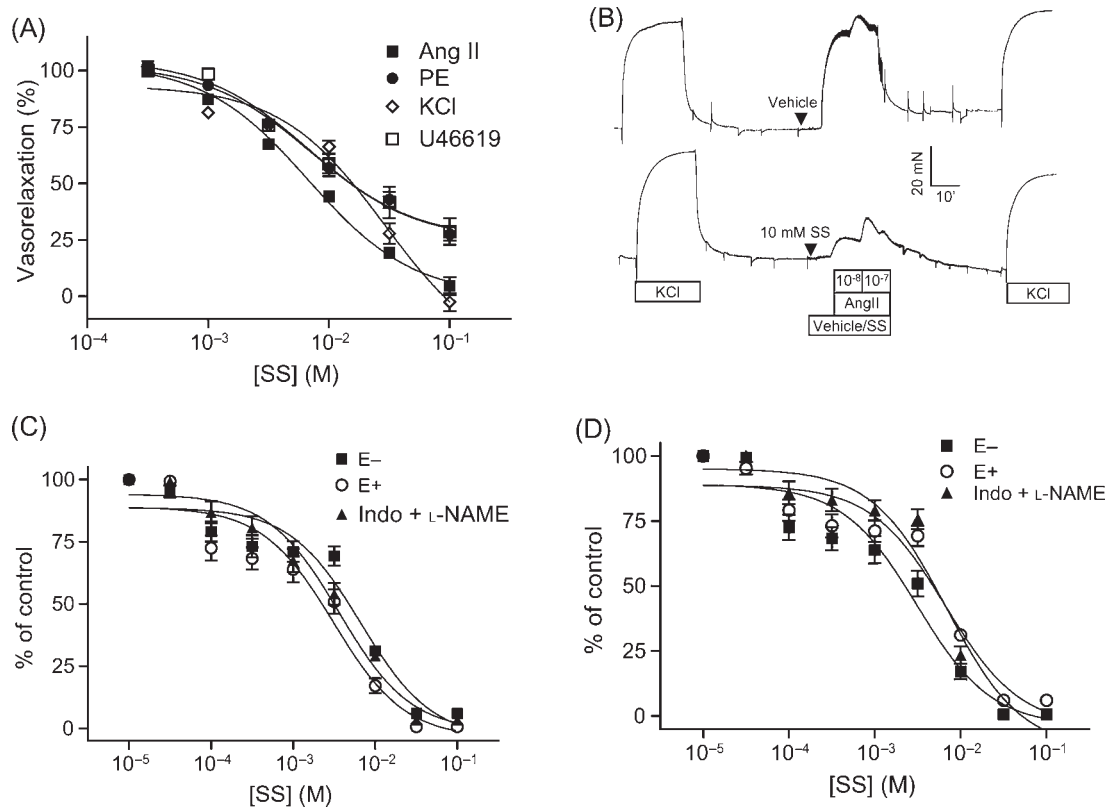 (A)
Ang II
PE
KCl
U46619
Vasorelaxation (%)
100
75
50
25
0
10⁻⁴
10⁻³
10⁻²
10⁻¹
[SS] (M)
(B)
Vehicle
20 mN
10'
10 mM SS
KCl
10⁻⁸
10⁻⁷
AngII
Vehicle/SS
KCl
(C)
E–
E+
Indo + L-NAME
% of control
100
75
50
25
0
10⁻⁵
10⁻⁴
10⁻³
10⁻²
10⁻¹
[SS] (M)
(D)
E–
E+
Indo + L-NAME
% of control
100
75
50
25
0
10⁻⁵
10⁻⁴
10⁻³
10⁻²
10⁻¹
[SS] (M)